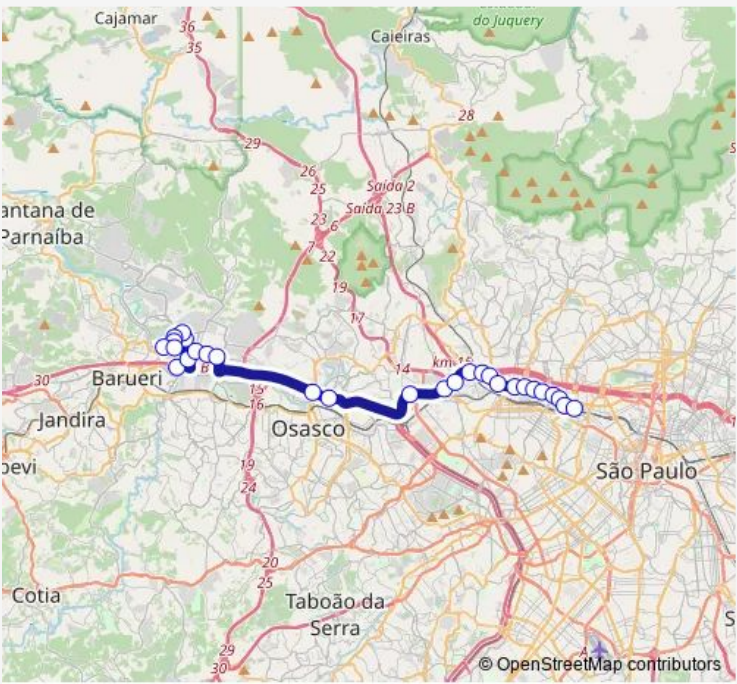 Cajamar
do Juquery
36
35
Caieiras
28
29
26
25
Saída 2
Saída 23 B
antana de
Parnaíba
23
6
7
22
19
17
14
km 15
30
Barueri
B
15
16
Osasco
Jandira
pevi
19
24
São Paulo
20
25
Cotia
Taboão da
Serra
29
30
A
S
© OpenStreetMap contributors